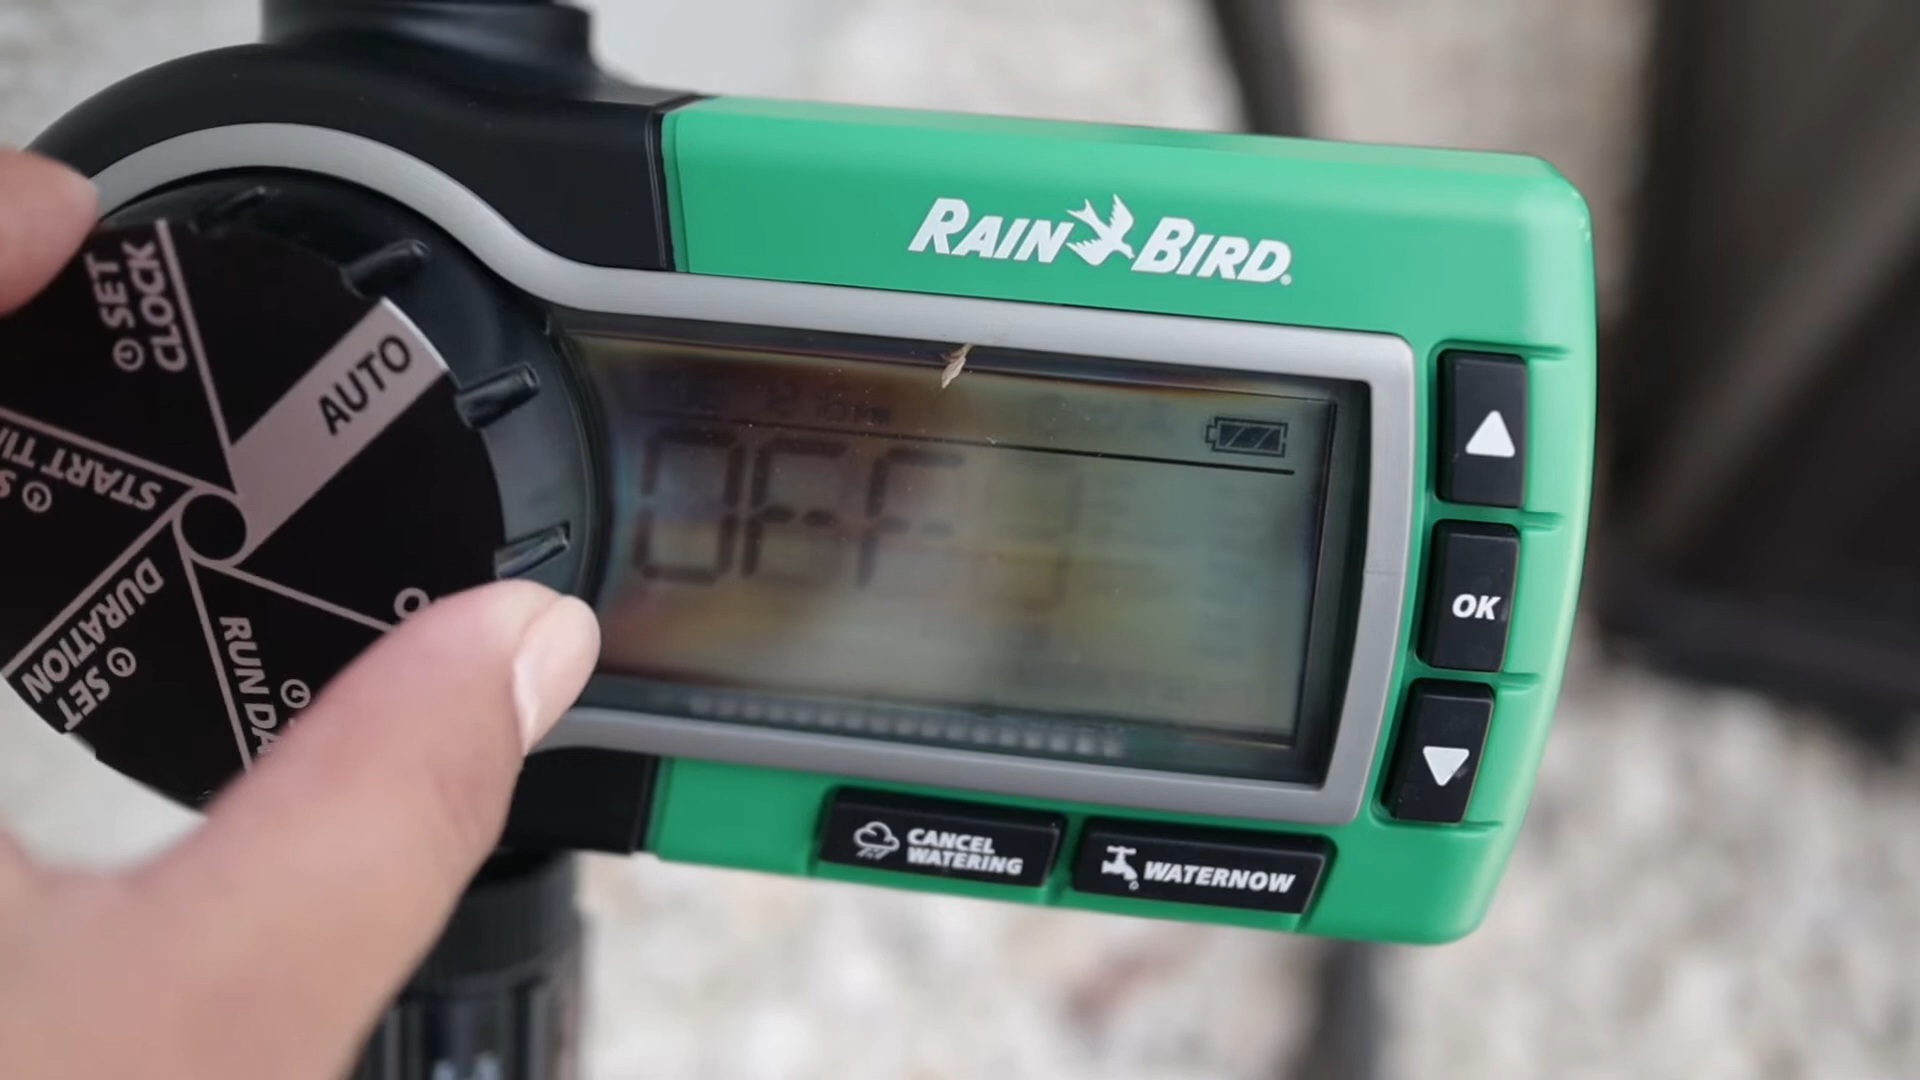 RAIN BIRD
SET
CLOCK
AUTO
START TI
S
OFF
SET
DURATION
RUN DA
O
OK
CANCEL
WATERING
WATERNOW